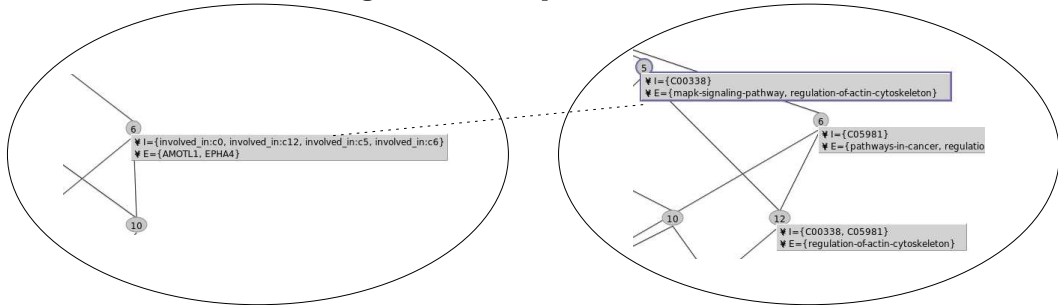 6
¥ I={involved_in:c0, involved_in:c12, involved_in:c5, involved_in:c6}
¥ E={AMOTL1, EPHA4}
10
5
¥ I={C00338}
¥ E={mapk-signaling-pathway, regulation-of-actin-cytoskeleton}
6
¥ I={C05981}
¥ E={pathways-in-cancer, regulatio
10
12
¥ I={C00338, C05981}
¥ E={regulation-of-actin-cytoskeleton}